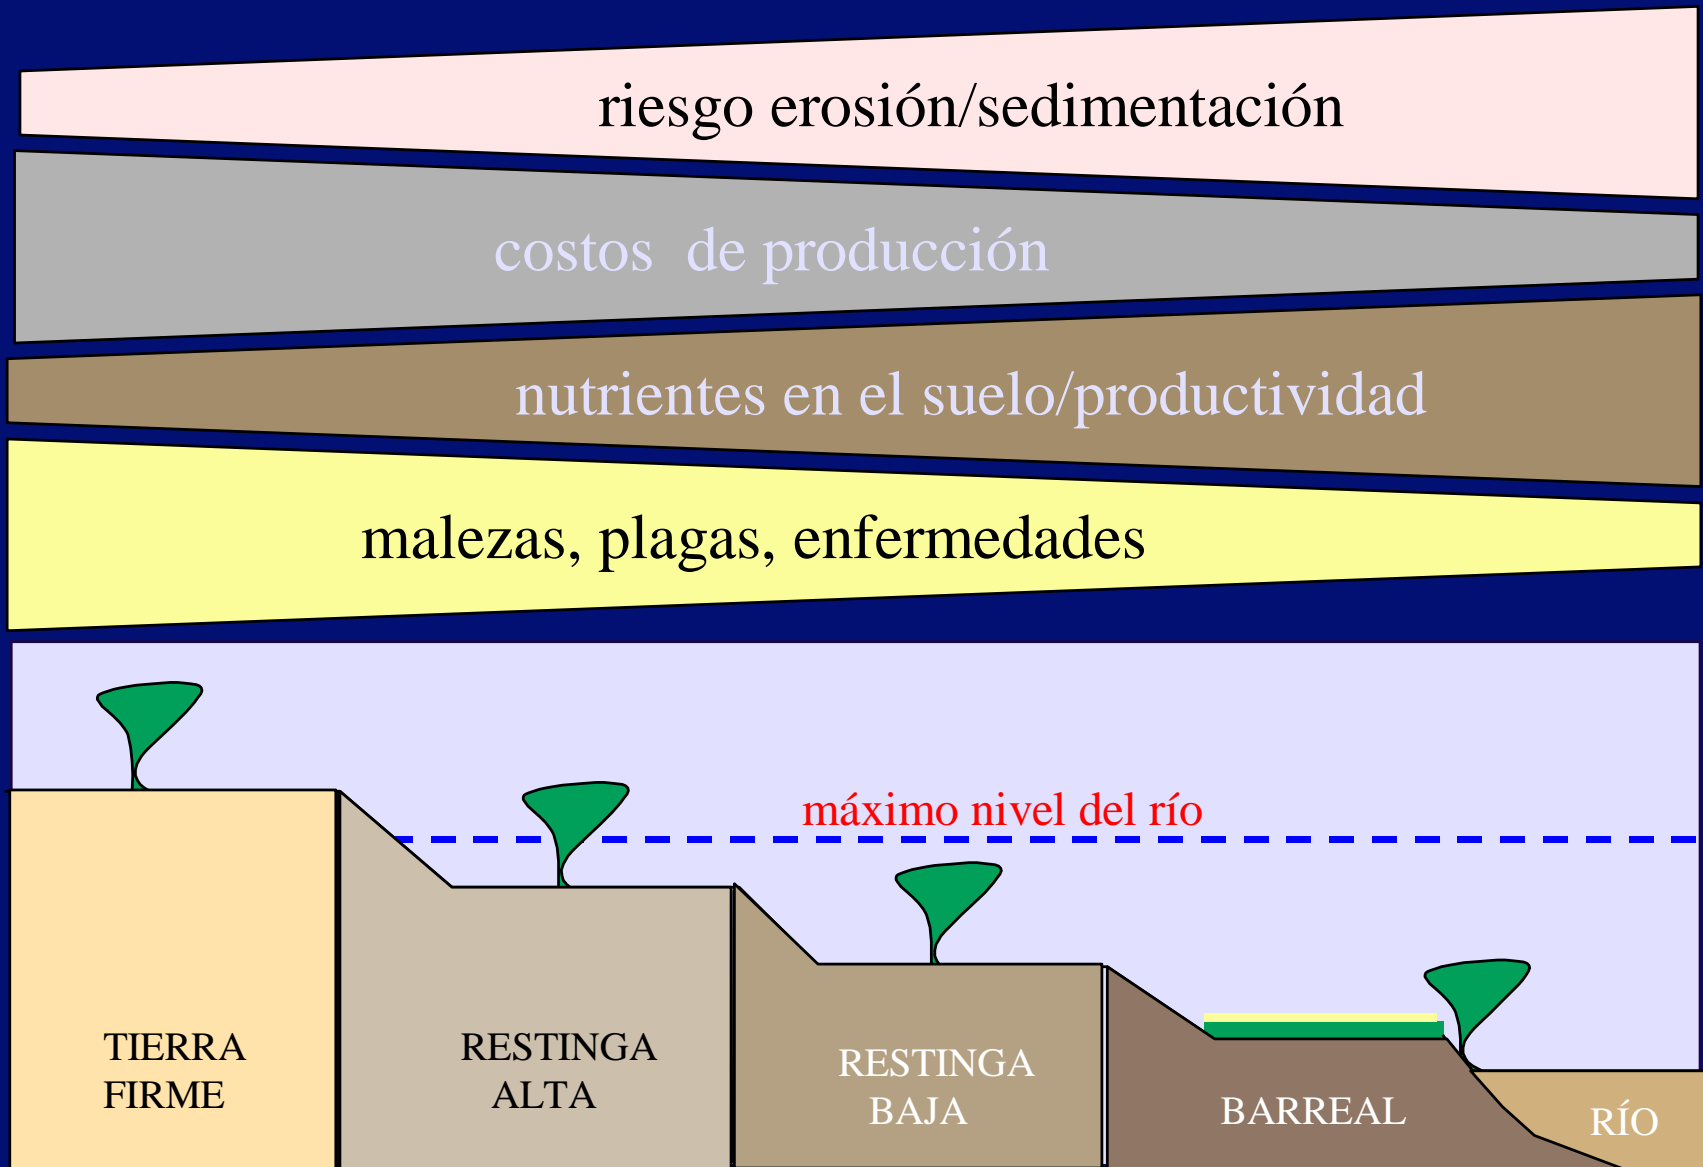 riesgo erosión/sedimentación
costos de producción
nutrientes en el suelo/productividad
malezas, plagas, enfermedades
máximo nivel del río
TIERRA
FIRME
RESTINGA
ALTA
RESTINGA
BAJA
BARREAL
RÍO